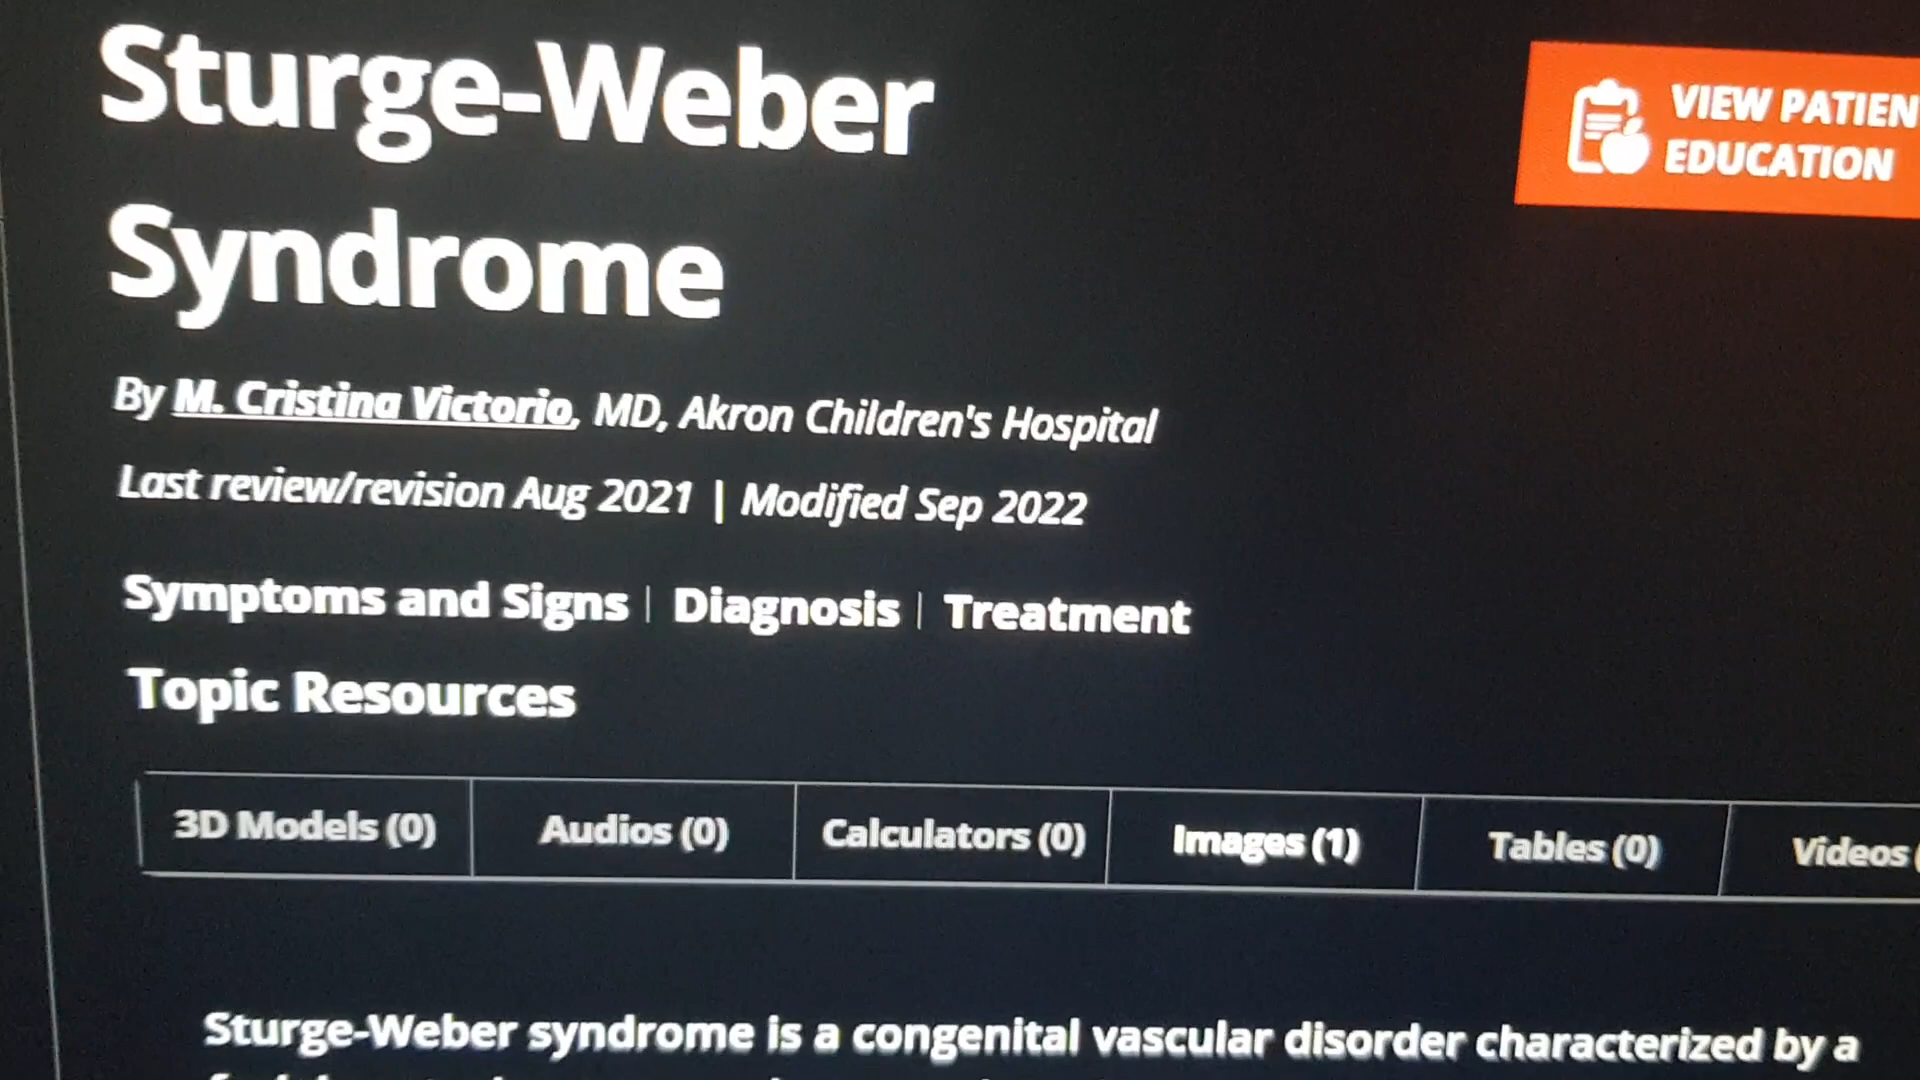 Sturge-Weber
Syndrome
VIEW PATIEN
EDUCATION
By M. Cristina Victorio, MD, Akron Children's Hospital
Last review/revision Aug 2021 | Modified Sep 2022
Symptoms and Signs | Diagnosis | Treatment
Topic Resources
3D Models (0)
Audios (0)
Calculators (0)
Images (1)
Tables (0)
Videos (
Sturge-Weber syndrome is a congenital vascular disorder characterized by a